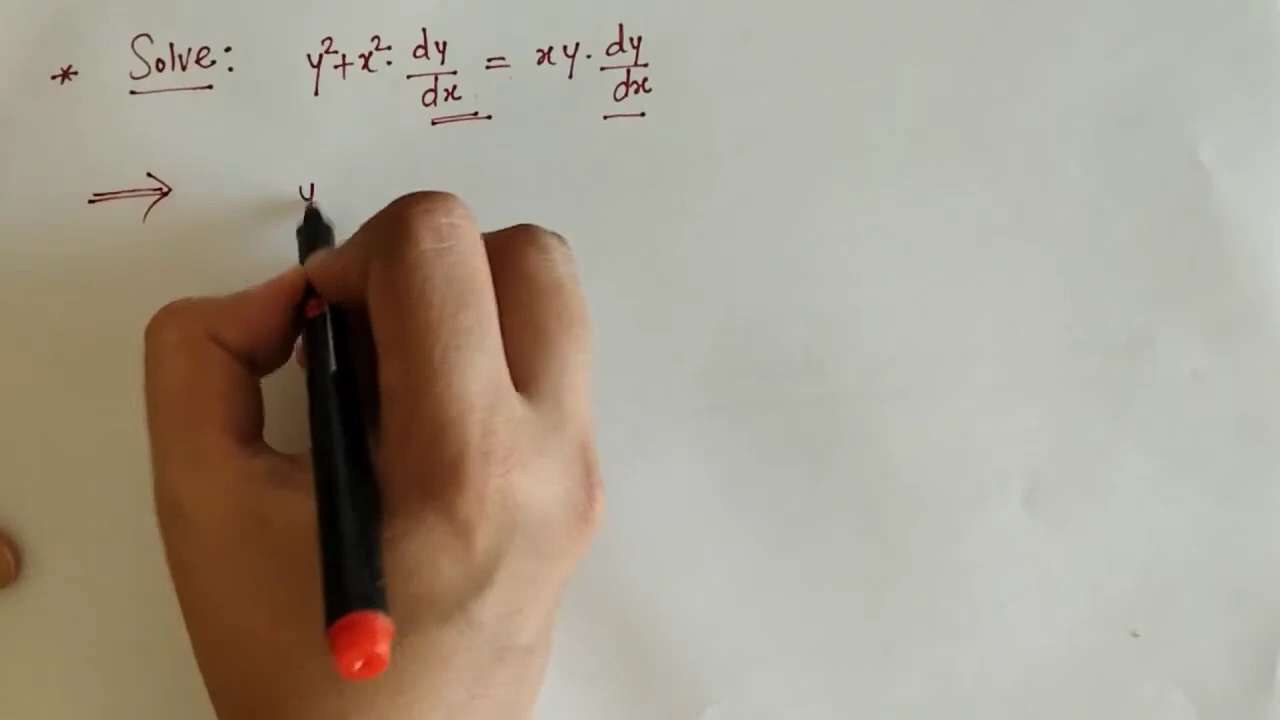 * Solve: y²+x²· dy/dx = xy· dy/dx
⟹ y